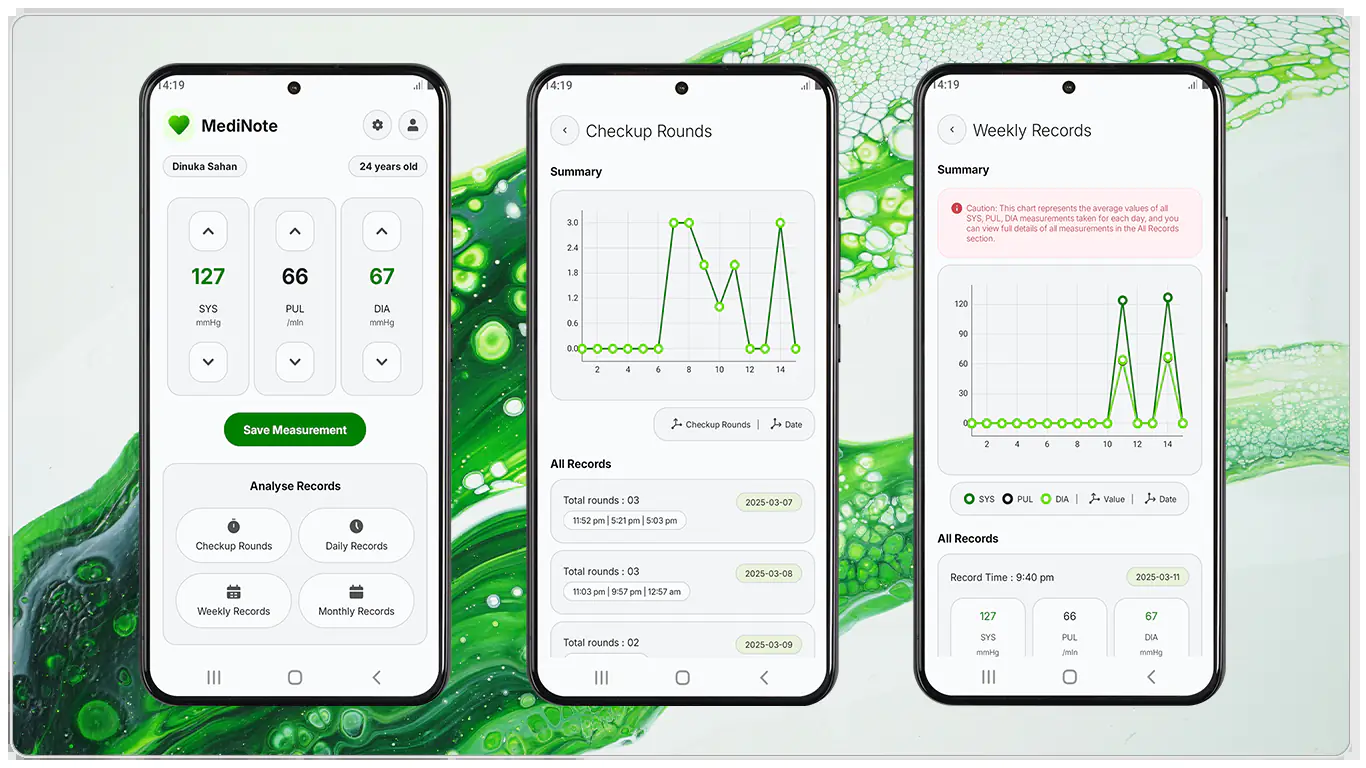 14:19
MediNote
Dinuka Sahan
24 years old
127
66
67
SYS
PUL
DIA
mmHg
/mln
mmHg
Save Measurement
Analyse Records
Checkup Rounds
Daily Records
Weekly Records
Monthly Records
14:19
Checkup Rounds
Summary
3.0
2.4
1.8
1.2
0.6
0.0
2 4 6 8 10 12 14
Checkup Rounds | Date
All Records
Total rounds : 03
2025-03-07
11:52 pm | 5:21 pm | 5:03 pm
Total rounds : 03
2025-03-08
11:03 pm | 9:57 pm | 12:57 am
Total rounds : 02
2025-03-09
14:19
Weekly Records
Summary
Caution: This chart represents the average values of all
SYS, PUL, DIA measurements taken for each day, and you
can view full details of all measurements in the All Records
section.
120
90
60
30
0
2 4 6 8 10 12 14
SYS PUL DIA | Value | Date
All Records
Record Time : 9:40 pm
2025-03-11
127
66
67
SYS
PUL
DIA
mmHg
/mln
mmHg